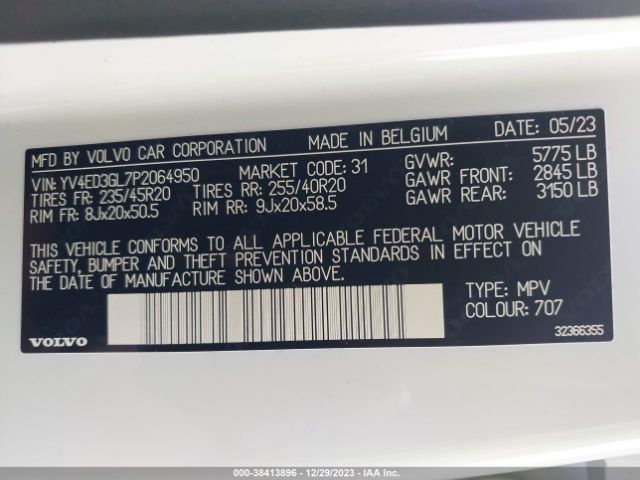 MFD BY VOLVO CAR CORPORATION MADE IN BELGIUM DATE: 05/23
VIN: YV4ED3GL7P2064950 MARKET CODE: 31 GVWR: 5775 LB
TIRES FR: 235/45R20 TIRES RR: 255/40R20 GAWR FRONT: 2845 LB
RIM FR: 8Jx20x50.5 RIM RR: 9Jx20x58.5 GAWR REAR: 3150 LB
THIS VEHICLE CONFORMS TO ALL APPLICABLE FEDERAL MOTOR VEHICLE
SAFETY, BUMPER AND THEFT PREVENTION STANDARDS IN EFFECT ON
THE DATE OF MANUFACTURE SHOWN ABOVE.
TYPE: MPV
COLOUR: 707
VOLVO 32366355
000-38413896 - 12/29/2023 - IAA Inc.